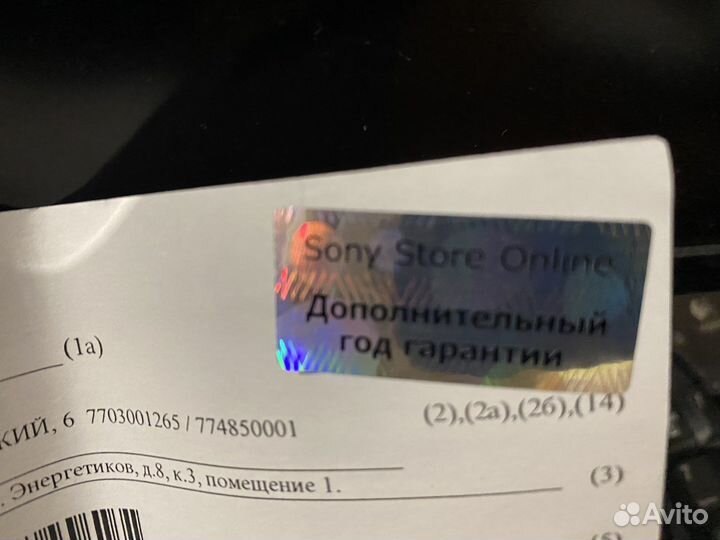 Sony Store Online
Дополнительный
год гарантии
(1а)
КИЙ, 6 7703001265 / 774850001
(2),(2а),(2б),(14)
. Энергетиков, д.8, к.3, помещение 1.
(3)
(5)
Avito